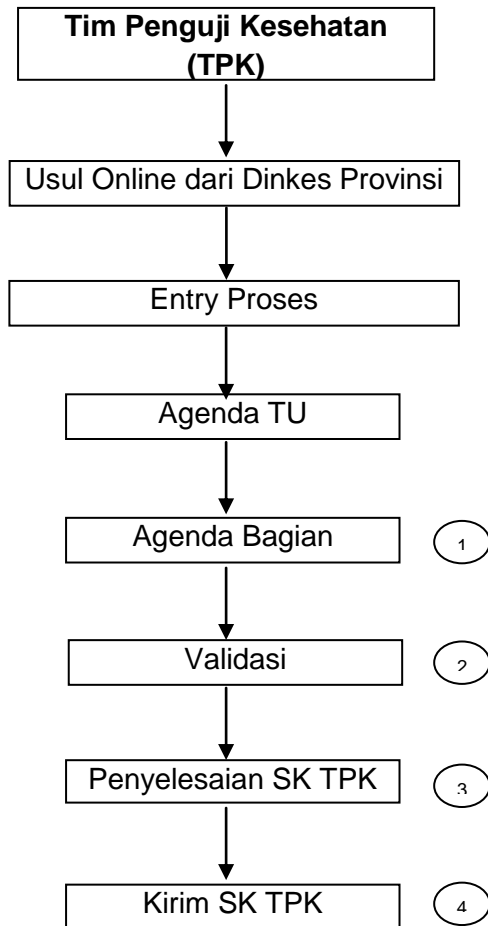 Tim Penguji Kesehatan
(TPK)
Usul Online dari Dinkes Provinsi
Entry Proses
Agenda TU
Agenda Bagian
1
Validasi
2
Penyelesaian SK TPK
3
Kirim SK TPK
4